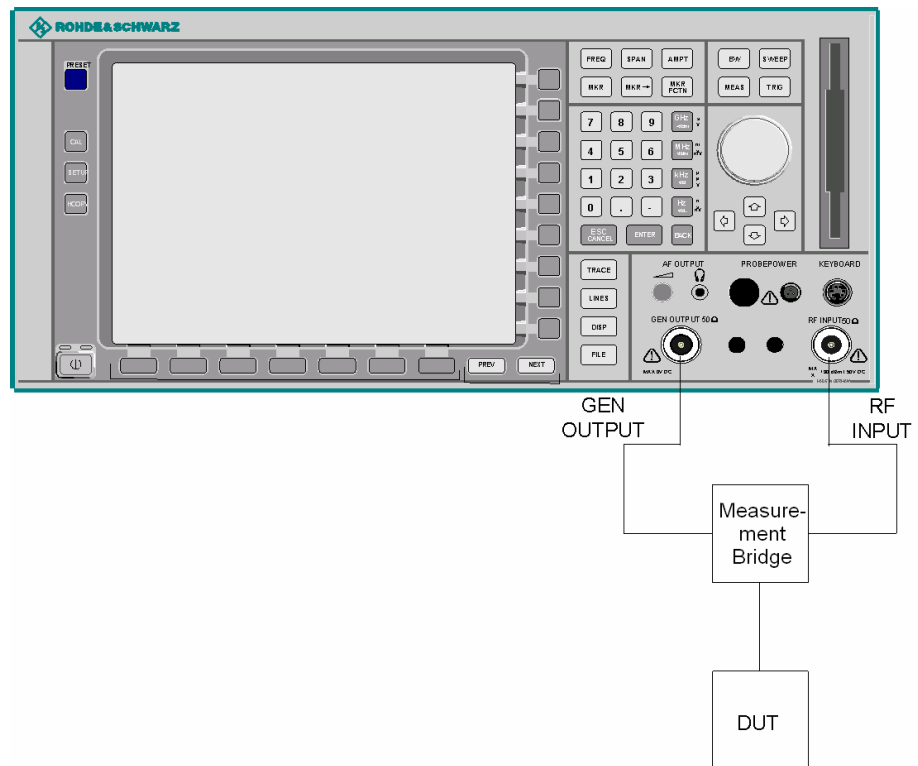 ROHDE & SCHWARZ
PRESET
CAL
SETUP
HCOPY
FREQ SPAN AMPT
BW SWEEP
MKR MKR→ MKR FCTN
MEAS TRIG
7 8 9 GHz
4 5 6 MHz
1 2 3 kHz
0 . - Hz
ESC CANCEL ENTER BACK
TRACE
LINES
DISP
FILE
PREV NEXT
AF OUTPUT PROBEPOWER KEYBOARD
GEN OUTPUT 50 Ω
RF INPUT 50 Ω
MAX 0V DC
GEN OUTPUT
RF INPUT
Measure-
ment
Bridge
DUT